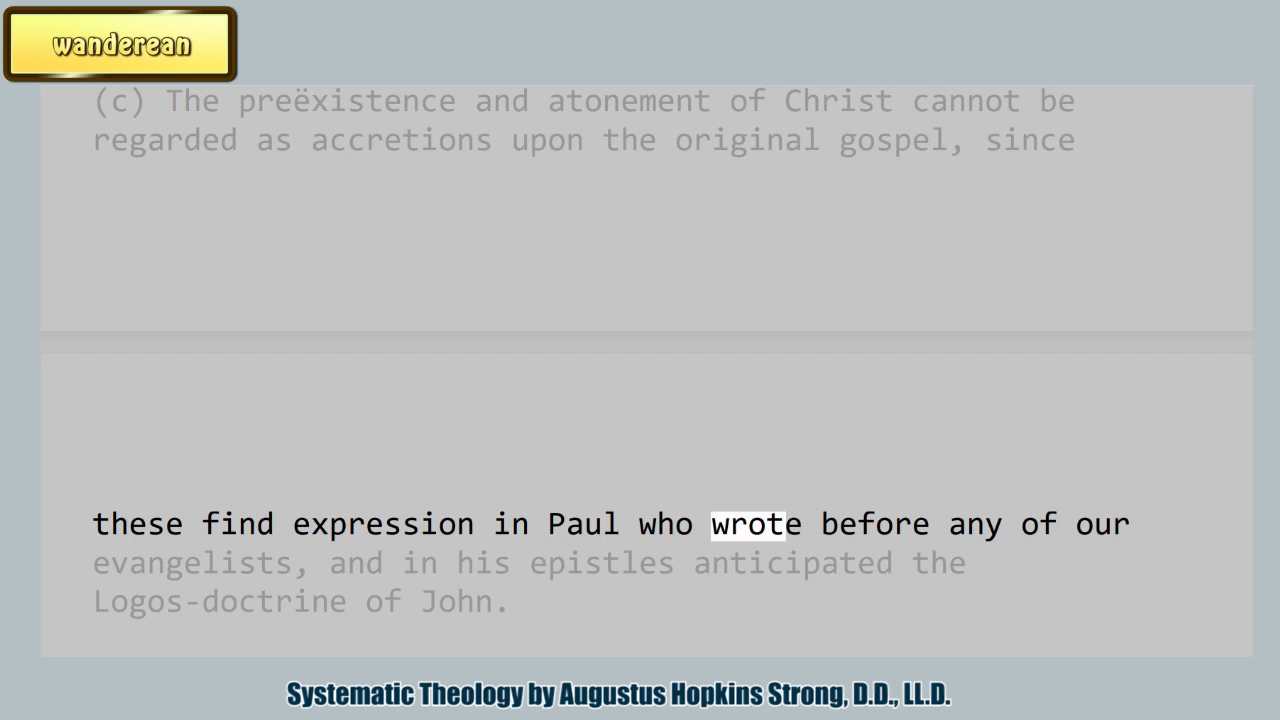 wanderean
(c) The preëxistence and atonement of Christ cannot be
regarded as accretions upon the original gospel, since
these find expression in Paul who wrote before any of our
evangelists, and in his epistles anticipated the
Logos-doctrine of John.
Systematic Theology by Augustus Hopkins Strong, D.D., LL.D.